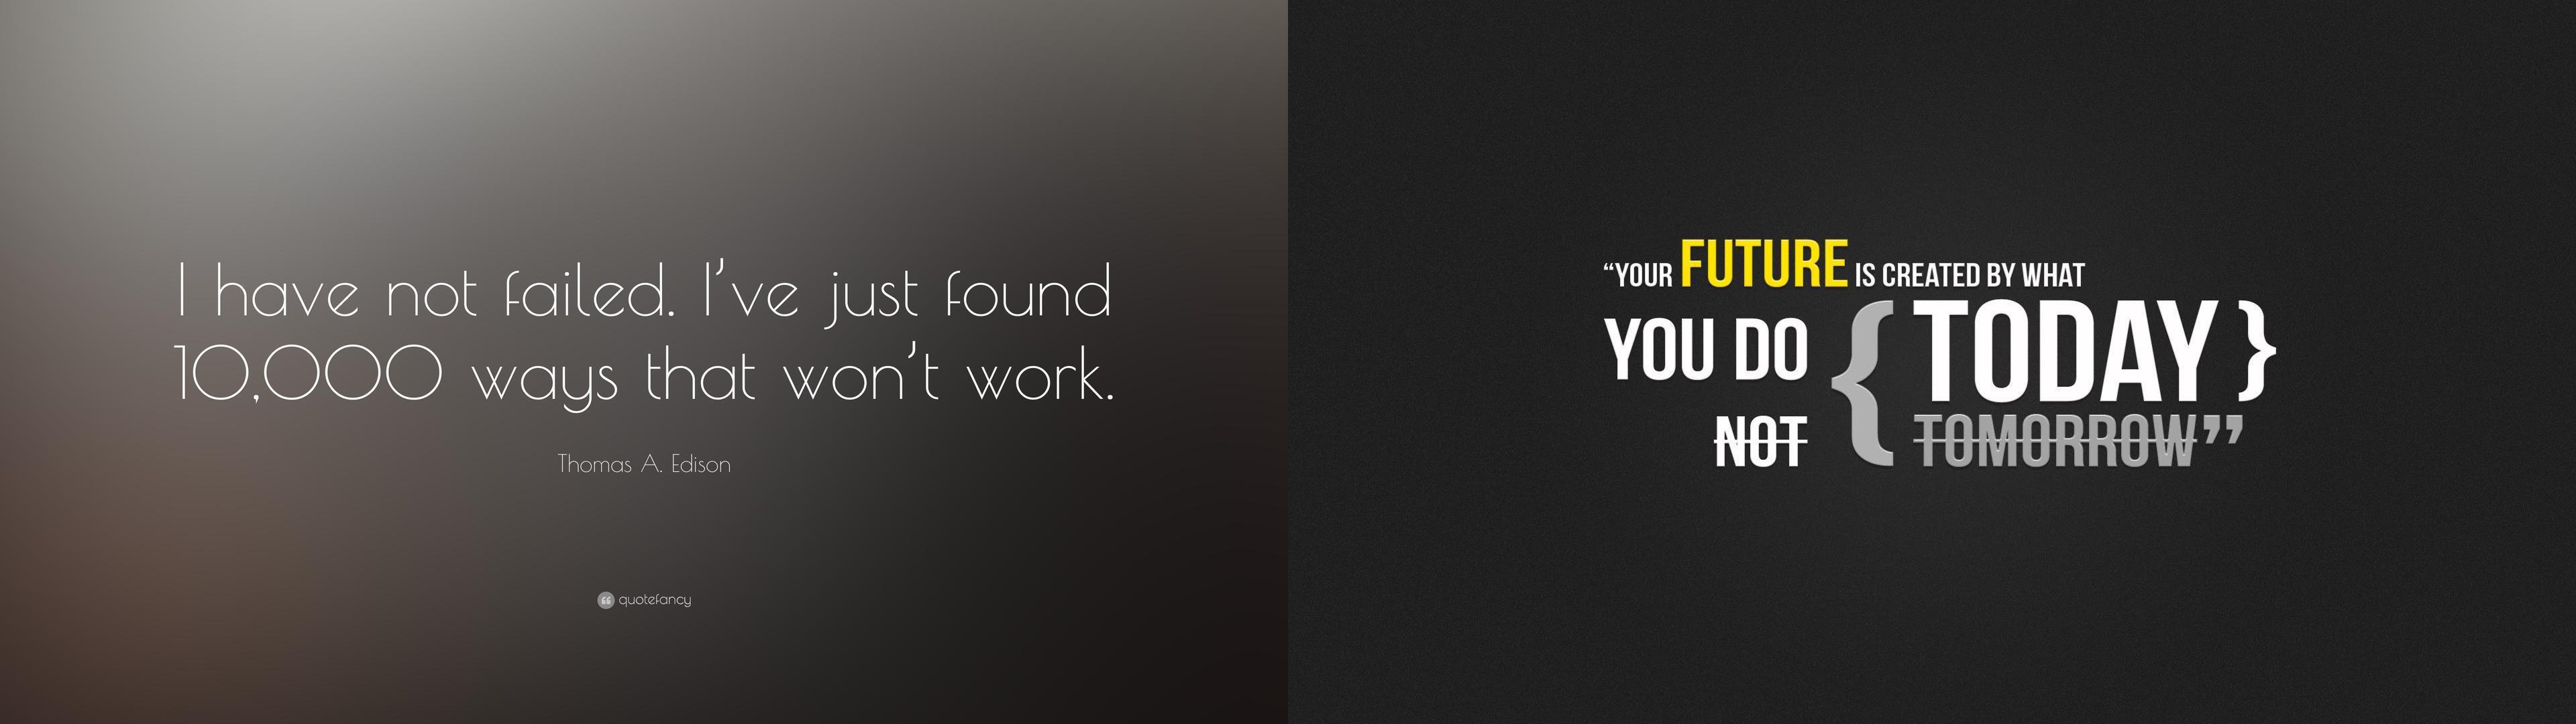 I have not failed. I’ve just found
10,000 ways that won’t work.
Thomas A. Edison
quotefancy
“YOUR FUTURE IS CREATED BY WHAT
YOU DO { TODAY }
NOT TOMORROW”